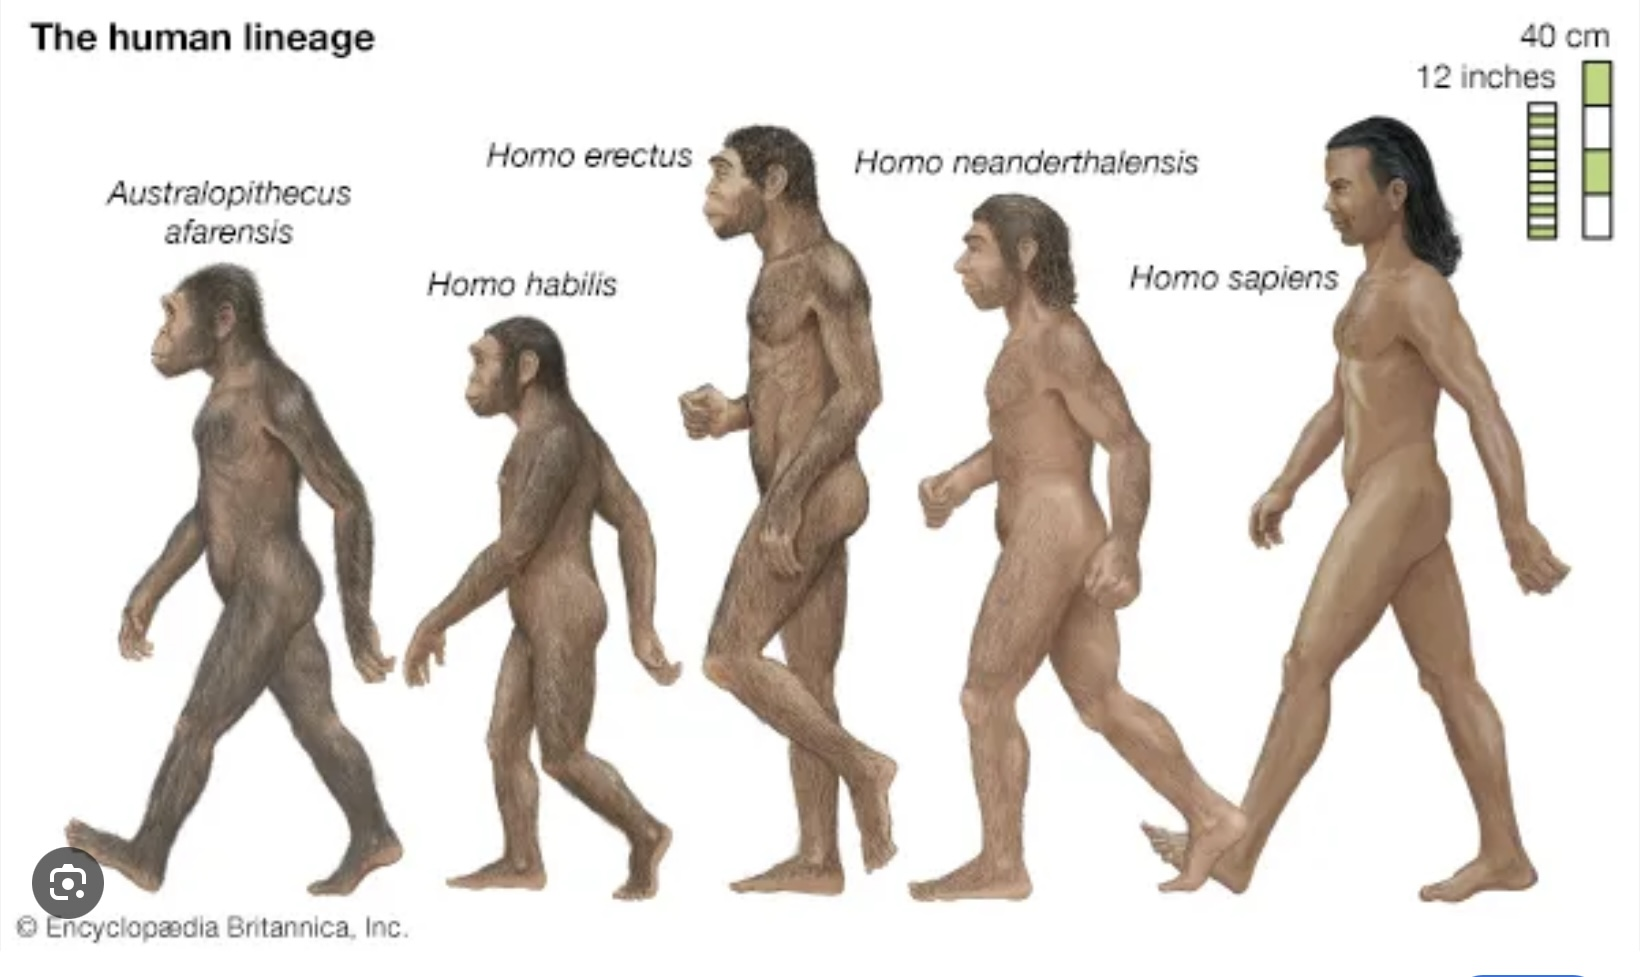 The human lineage
40 cm
12 inches
Homo erectus
Homo neanderthalensis
Australopithecus
afarensis
Homo habilis
Homo sapiens
© Encyclopædia Britannica, Inc.